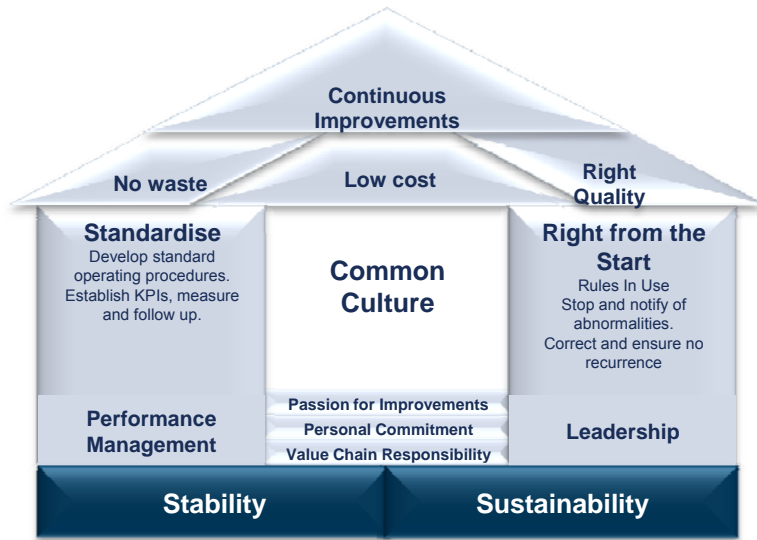 Continuous
Improvements
No waste
Low cost
Right
Quality
Standardise
Develop standard
operating procedures.
Establish KPIs, measure
and follow up.
Common
Culture
Right from the
Start
Rules In Use
Stop and notify of
abnormalities.
Correct and ensure no
recurrence
Performance
Management
Passion for Improvements
Personal Commitment
Value Chain Responsibility
Leadership
Stability
Sustainability